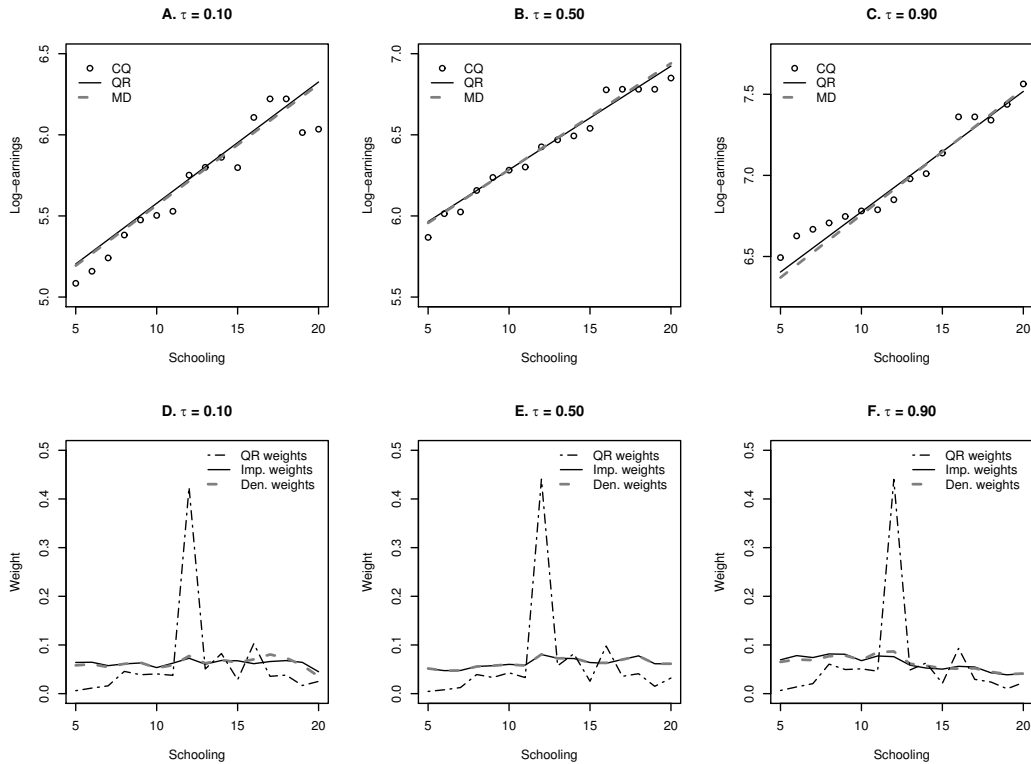 A. τ = 0.10
B. τ = 0.50
C. τ = 0.90
6.5
6.0
5.5
5.0
Log−earnings
CQ
QR
MD
5 10 15 20
Schooling
7.0
6.5
6.0
5.5
Log−earnings
CQ
QR
MD
5 10 15 20
Schooling
7.5
7.0
6.5
Log−earnings
CQ
QR
MD
5 10 15 20
Schooling
D. τ = 0.10
E. τ = 0.50
F. τ = 0.90
0.5
0.4
0.3
0.2
0.1
0.0
Weight
QR weights
Imp. weights
Den. weights
5 10 15 20
Schooling
0.5
0.4
0.3
0.2
0.1
0.0
Weight
QR weights
Imp. weights
Den. weights
5 10 15 20
Schooling
0.5
0.4
0.3
0.2
0.1
0.0
Weight
QR weights
Imp. weights
Den. weights
5 10 15 20
Schooling